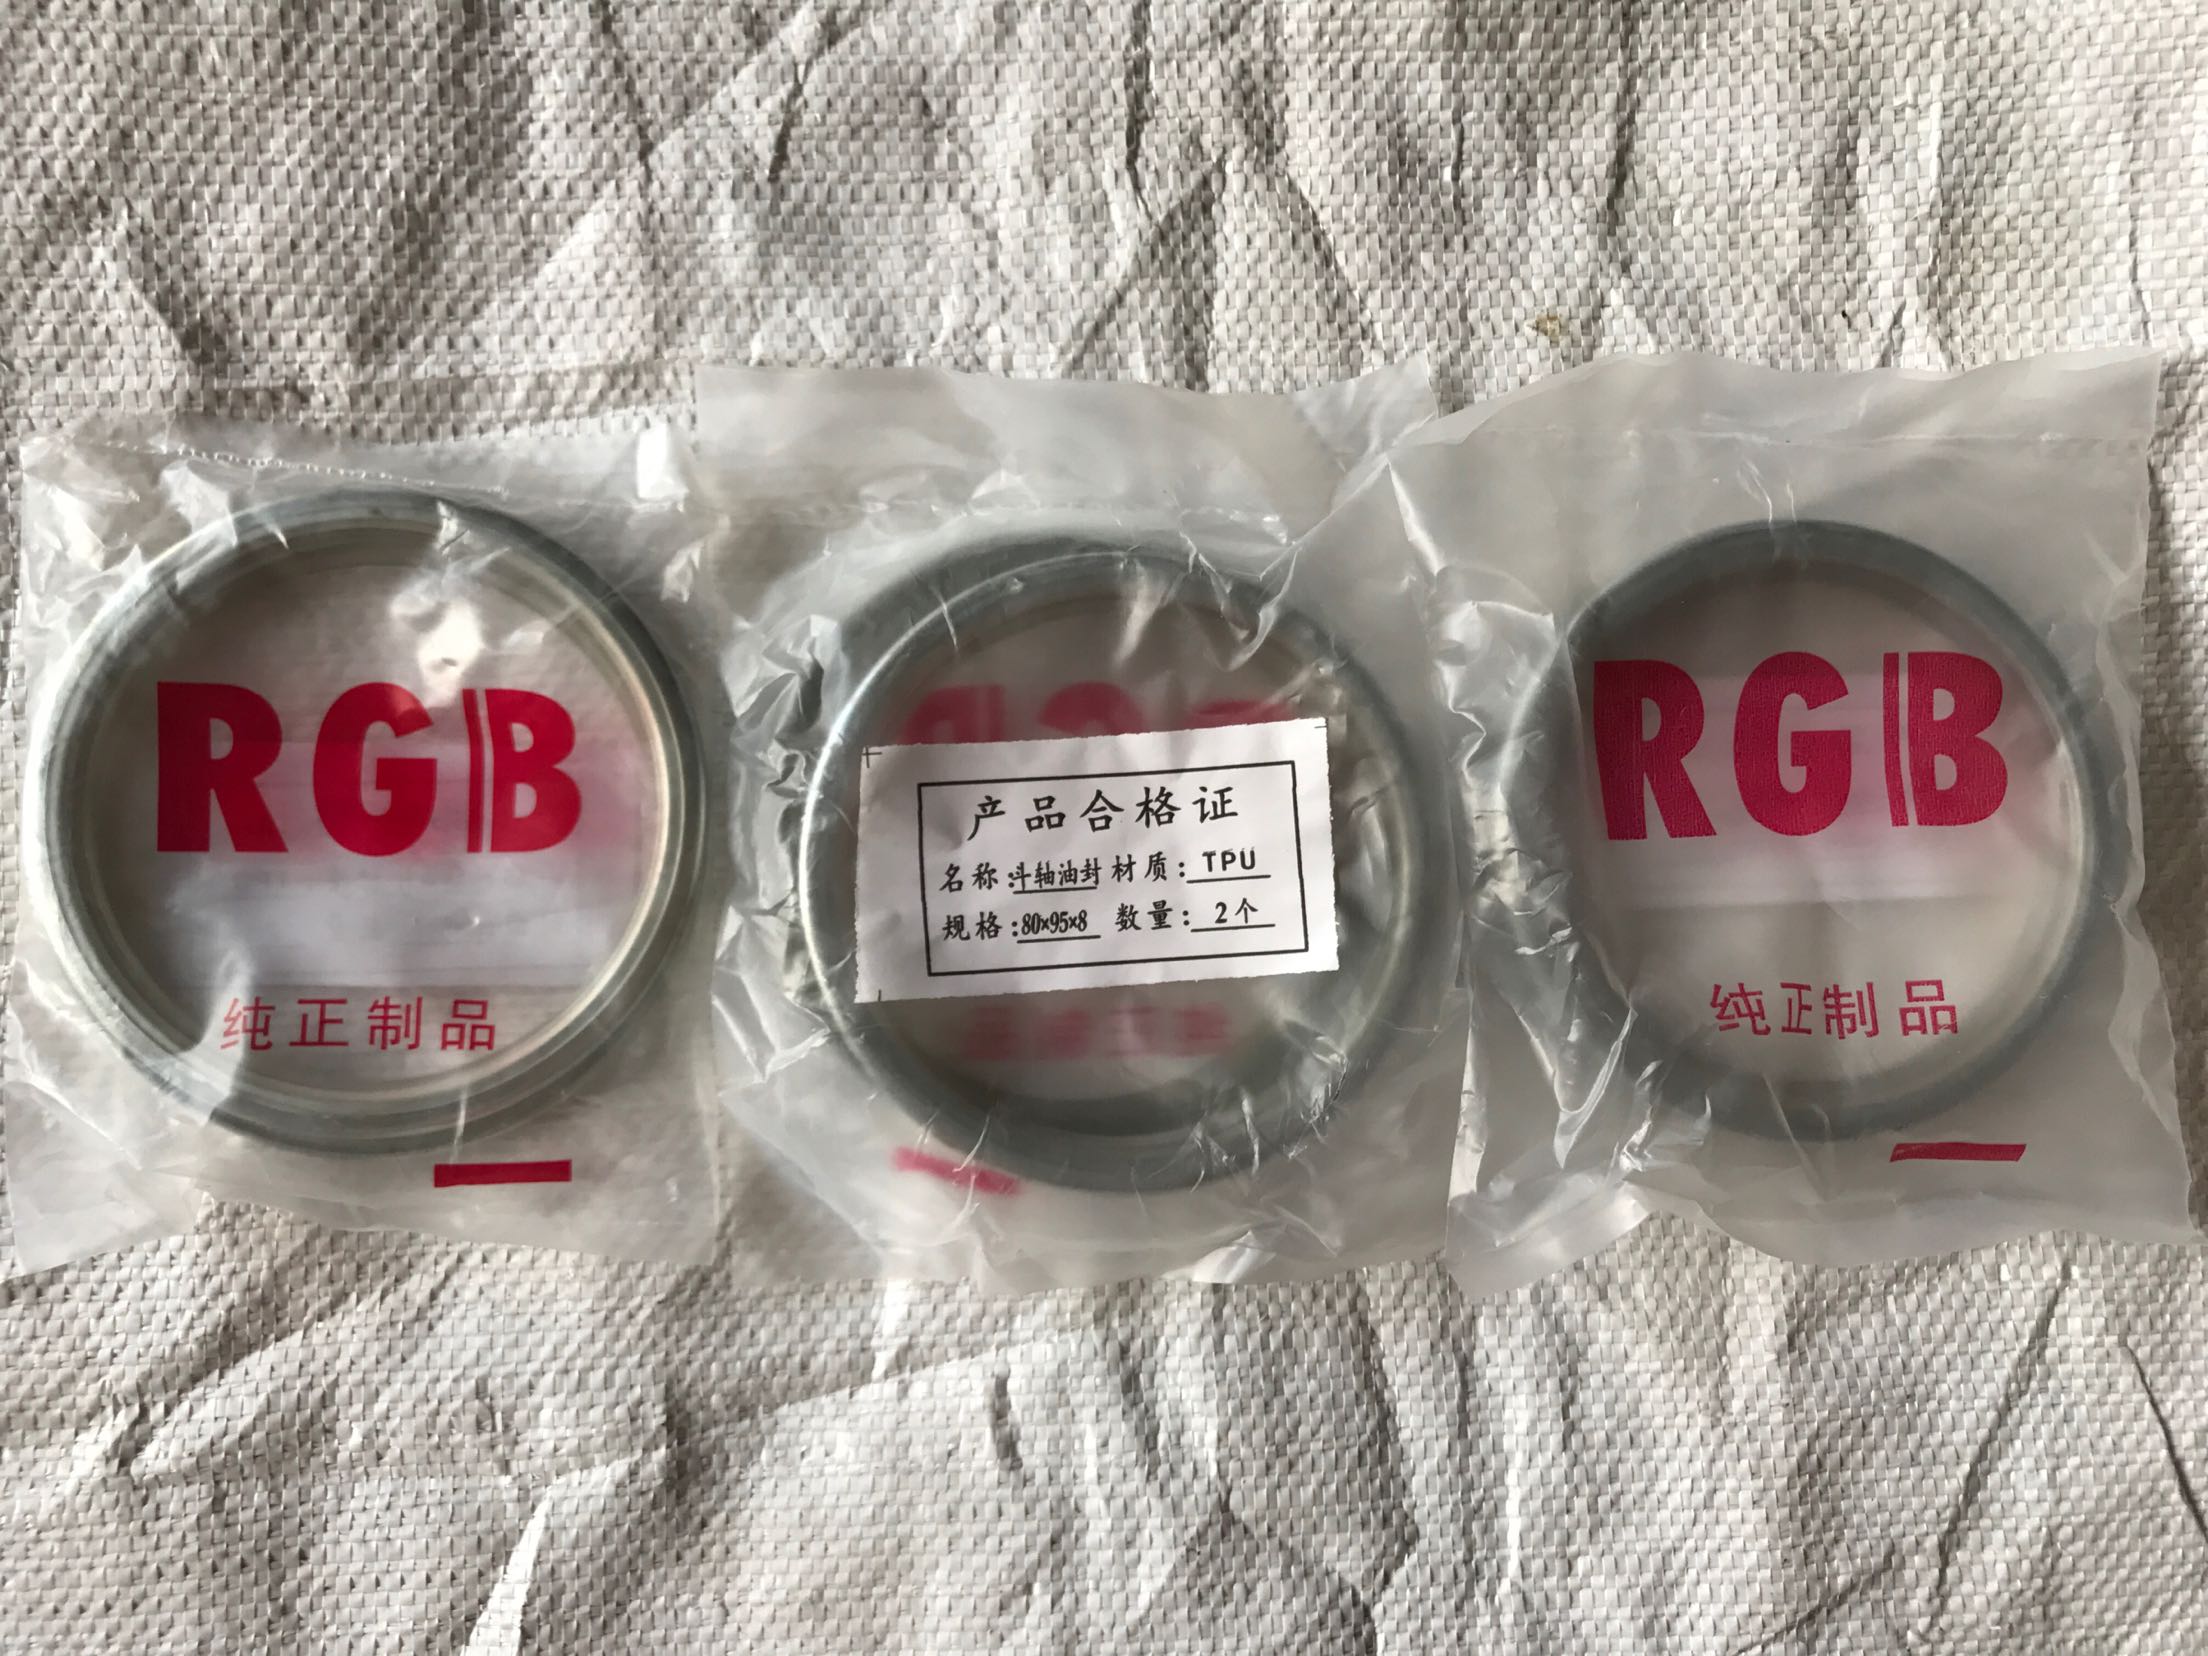 RGB
纯正制品
产品合格证
名称:斗轴油封 材质: TPU
规格:80×95×8 数量: 2个
RGB
纯正制品